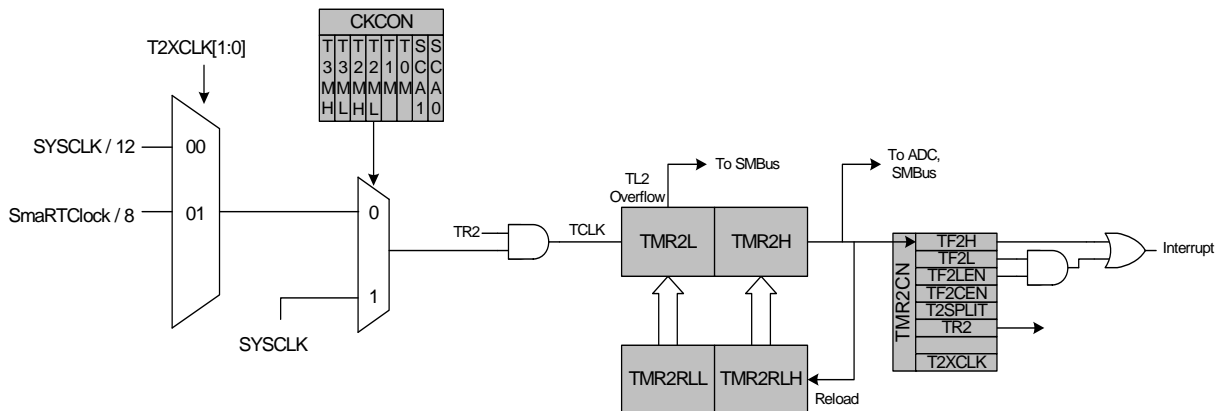 T2XCLK[1:0]
CKCON
T3MH
T3ML
T2MH
T2ML
T1M
T0M
SCA1
SCA0
SYSCLK / 12
00
SmaRTClock / 8
01
0
1
SYSCLK
TR2
TCLK
TL2
Overflow
To SMBus
To ADC,
SMBus
TMR2L
TMR2H
TMR2RLL
TMR2RLH
Reload
TMR2CN
TF2H
TF2L
TF2LEN
TF2CEN
T2SPLIT
TR2
T2XCLK
Interrupt